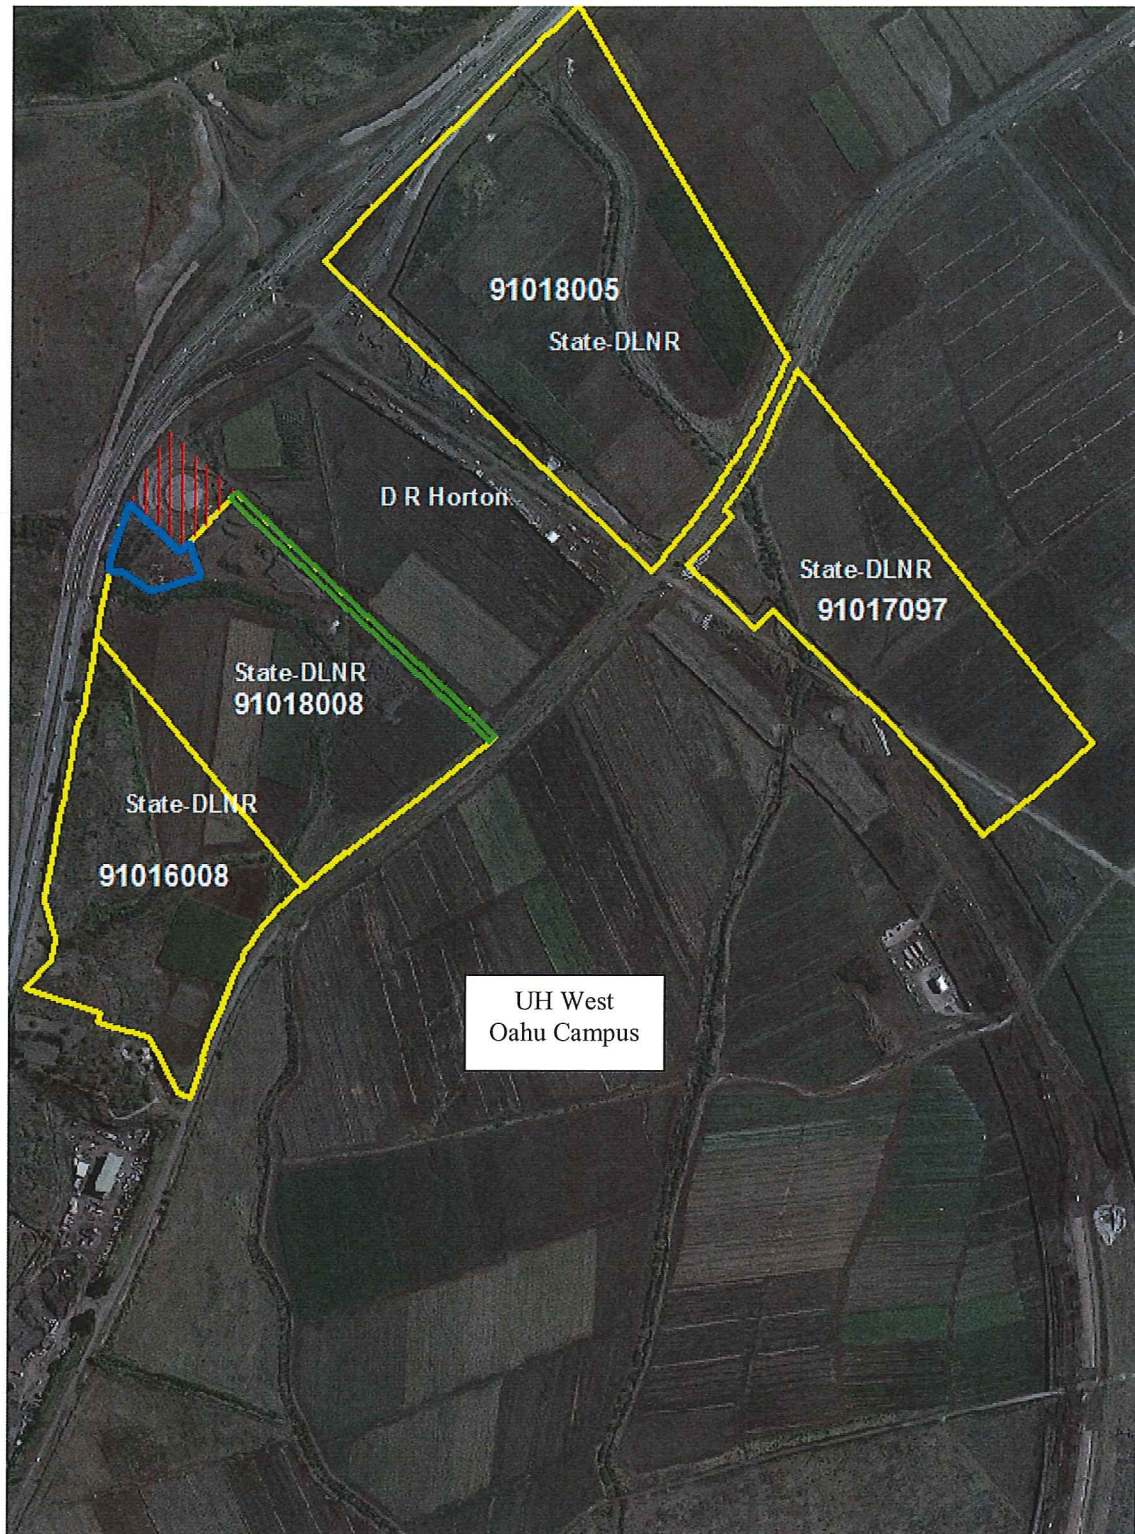 91018005
State-DLNR
D R Horton
State-DLNR
91017097
State-DLNR
91018008
State-DLNR
91016008
UH West
Oahu Campus